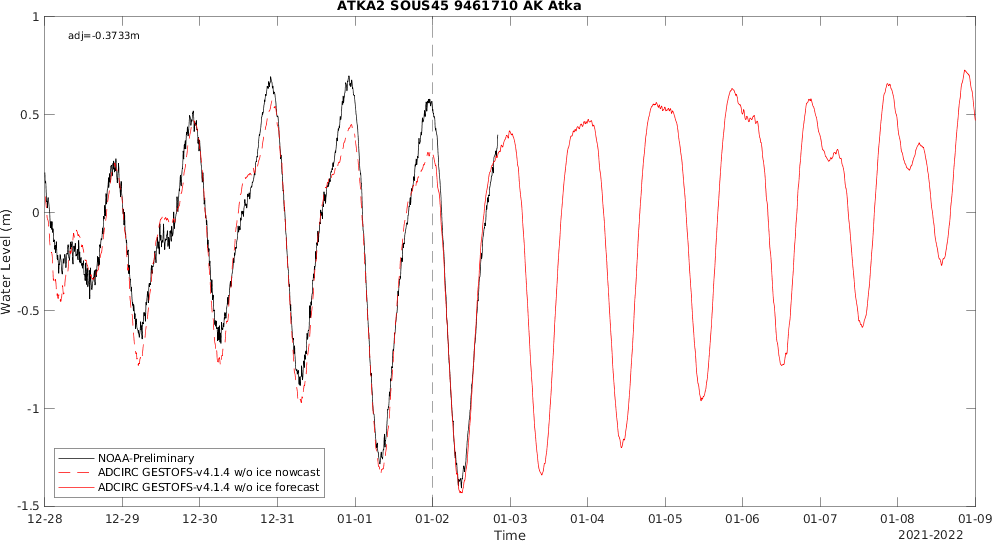 ATKA2 SOUS45 9461710 AK Atka
adj=-0.3733m
Water Level (m)
1
0.5
0
-0.5
-1
-1.5
NOAA-Preliminary
ADCIRC GESTOFS-v4.1.4 w/o ice nowcast
ADCIRC GESTOFS-v4.1.4 w/o ice forecast
12-28 12-29 12-30 12-31 01-01 01-02 01-03 01-04 01-05 01-06 01-07 01-08 01-09
Time
2021-2022